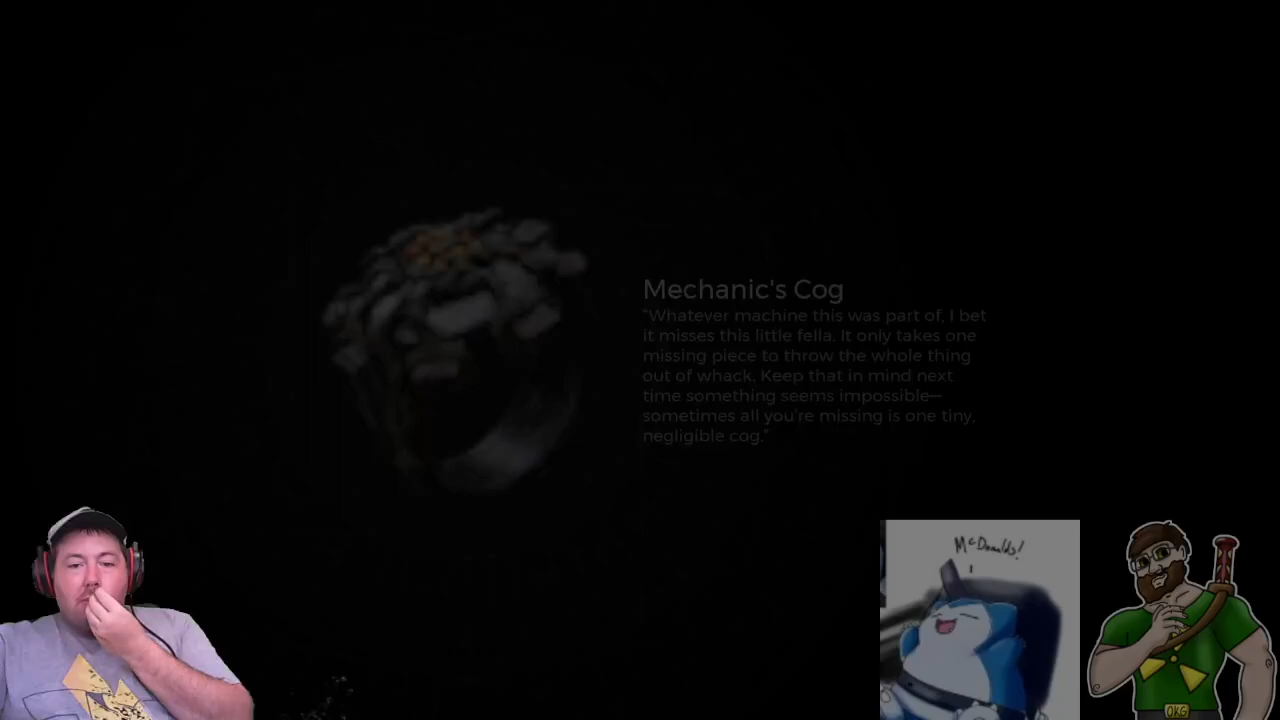 Mechanic's Cog
"Whatever machine this was part of, I bet
it misses this little fella. It only takes one
missing piece to throw the whole thing
out of whack. Keep that in mind next
time something seems impossible—
sometimes all you're missing is one tiny,
negligible cog."
McDonalds!
OKG